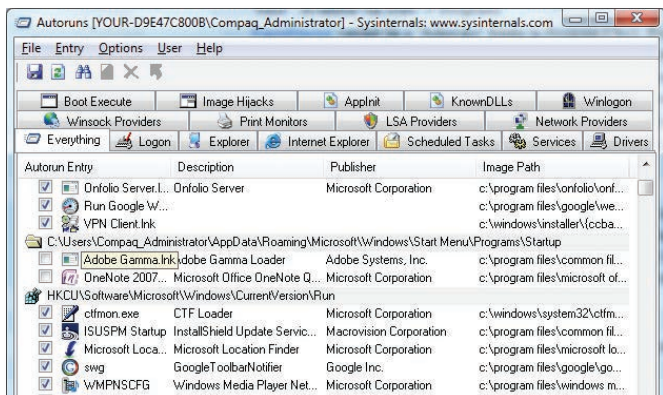 Autoruns [YOUR-D9E47C800B\Compaq_Administrator] - Sysinternals: www.sysinternals.com
File Entry Options User Help
Boot Execute Image Hijacks AppInit KnownDLLs Winlogon
Winsock Providers Print Monitors LSA Providers Network Providers
Everything Logon Explorer Internet Explorer Scheduled Tasks Services Drivers
Autorun Entry Description Publisher Image Path
Onfolio Server.l... Onfolio Server Microsoft Corporation c:\program files\onfolio\onf...
Run Google W... c:\program files\google\we...
VPN Client.lnk c:\windows\installer\{ccba...
C:\Users\Compaq_Administrator\AppData\Roaming\Microsoft\Windows\Start Menu\Programs\Startup
Adobe Gamma.lnk Adobe Gamma Loader Adobe Systems, Inc. c:\program files\common fil...
OneNote 2007... Microsoft Office OneNote Q... Microsoft Corporation c:\program files\microsoft of...
HKCU\Software\Microsoft\Windows\CurrentVersion\Run
ctfmon.exe CTF Loader Microsoft Corporation c:\windows\system32\ctfm...
ISUSPM Startup InstallShield Update Servic... Macrovision Corporation c:\program files\common fil...
Microsoft Loca... Microsoft Location Finder Microsoft Corporation c:\program files\microsoft lo...
swg GoogleToolbarNotifier Google Inc. c:\program files\google\go...
WMPNSCFG Windows Media Player Net... Microsoft Corporation c:\program files\windows m...